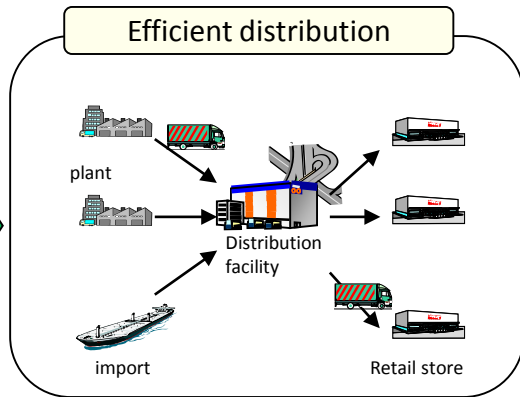 Efficient distribution
plant
Distribution
facility
import
Retail store